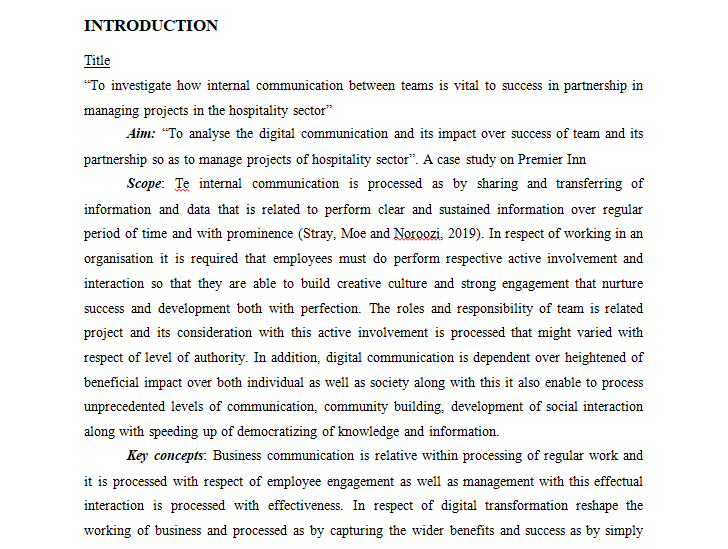 INTRODUCTION
Title
“To investigate how internal communication between teams is vital to success in partnership in
managing projects in the hospitality sector”
Aim: “To analyse the digital communication and its impact over success of team and its
partnership so as to manage projects of hospitality sector”. A case study on Premier Inn
Scope: Te internal communication is processed as by sharing and transferring of
information and data that is related to perform clear and sustained information over regular
period of time and with prominence (Stray, Moe and Noroozi, 2019). In respect of working in an
organisation it is required that employees must do perform respective active involvement and
interaction so that they are able to build creative culture and strong engagement that nurture
success and development both with perfection. The roles and responsibility of team is related
project and its consideration with this active involvement is processed that might varied with
respect of level of authority. In addition, digital communication is dependent over heightened of
beneficial impact over both individual as well as society along with this it also enable to process
unprecedented levels of communication, community building, development of social interaction
along with speeding up of democratizing of knowledge and information.
Key concepts: Business communication is relative within processing of regular work and
it is processed with respect of employee engagement as well as management with this effectual
interaction is processed with effectiveness. In respect of digital transformation reshape the
working of business and processed as by capturing the wider benefits and success as by simply